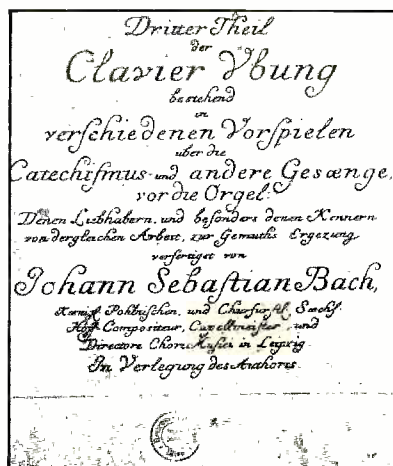 Dritter Theil
der
Clavier Ubung
bestehend
in
verschiedenen Vorspielen
über die
Catechismus- und andere Gesænge,
vor die Orgel:
Denen Liebhabern, und besonders denen Kennern
von dergleichen Arbeit, zur Gemüths Ergezung
verfertiget von
Johann Sebastian Bach,
Pohlnischen, und Churfürstl. Sæchs.
Hoff-Compositeur, Capellmeister, und
Directore Chori Musici in Leipzig.
In Verlegung des Authoris.